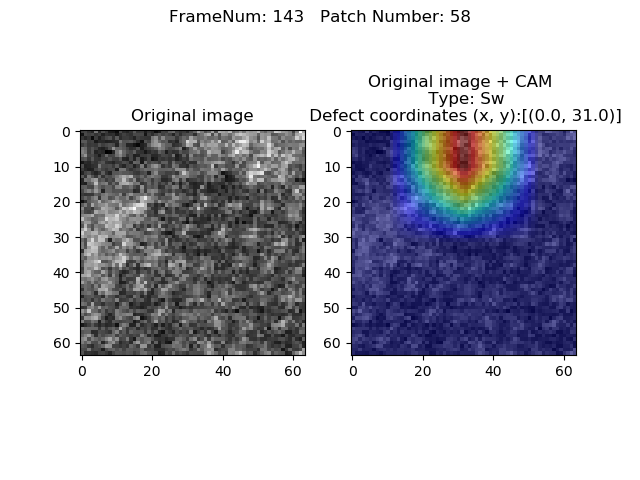 FrameNum: 143   Patch Number: 58
Original image
Original image + CAM
Type: Sw
Defect coordinates (x, y):[(0.0, 31.0)]
0
10
20
30
40
50
60
0 20 40 60
0
10
20
30
40
50
60
0 20 40 60